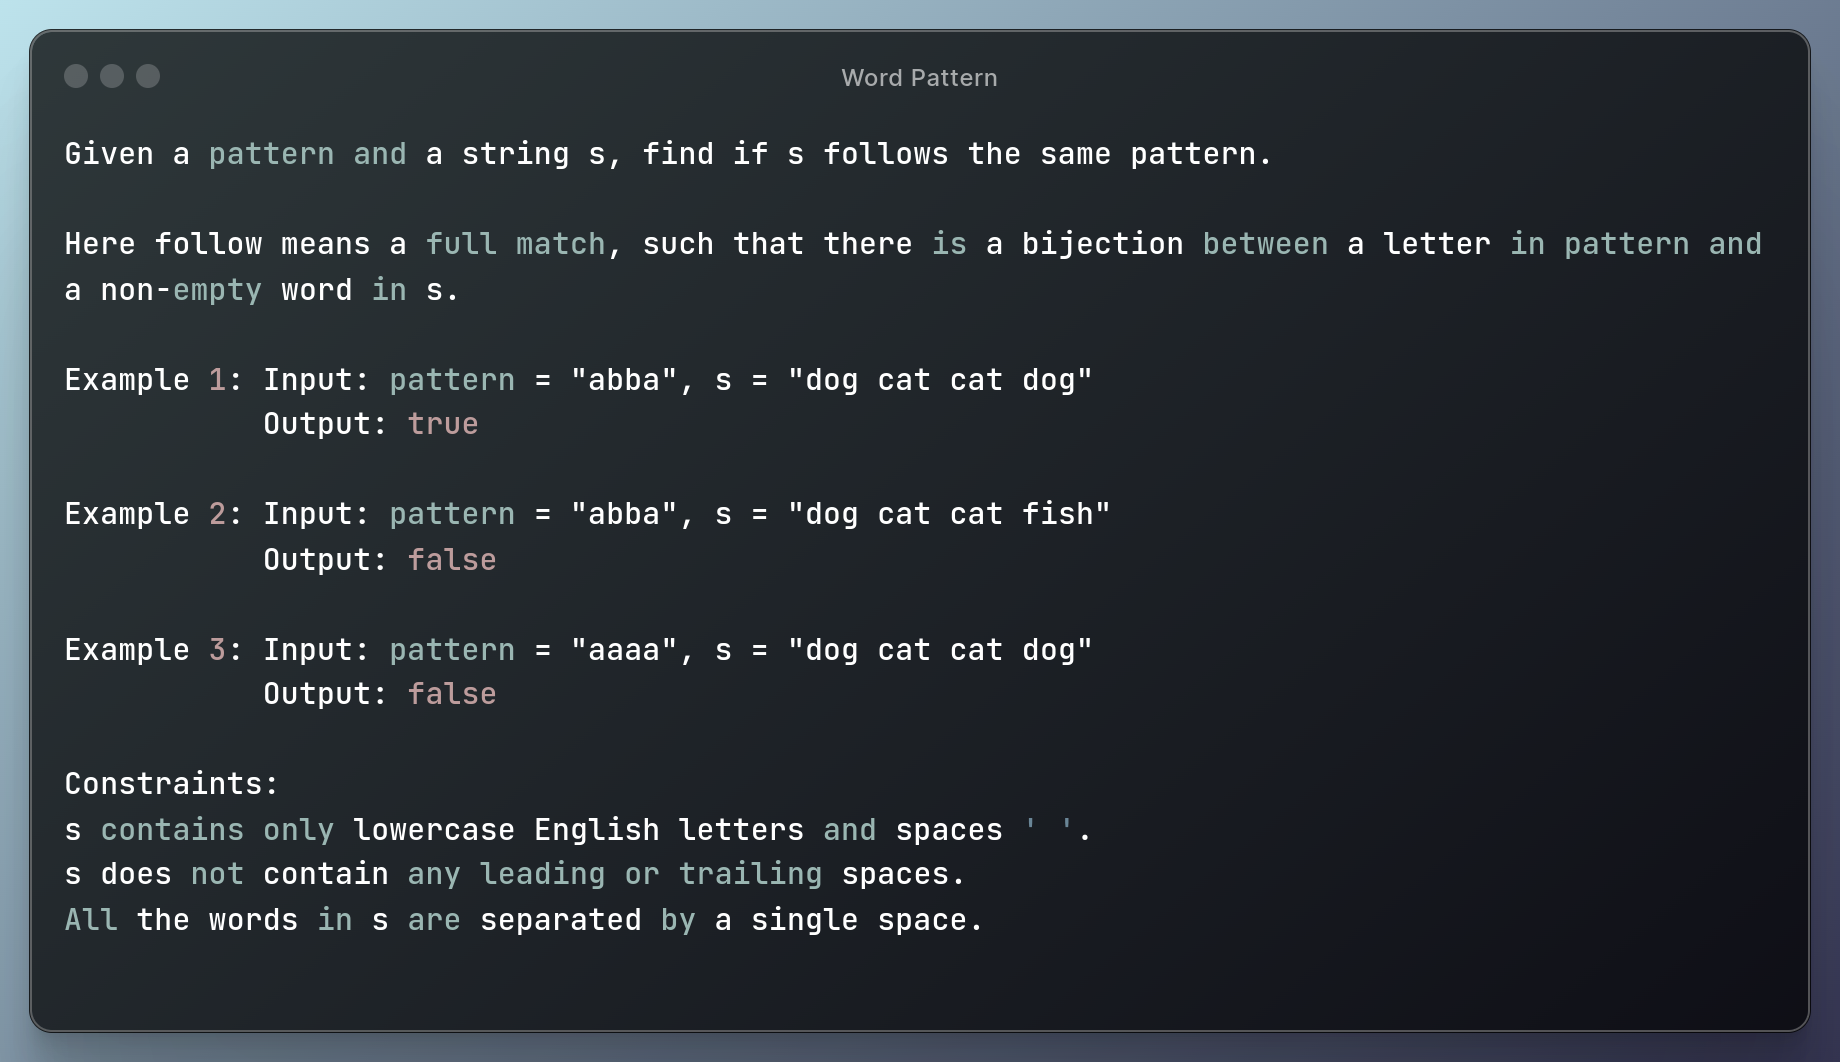 Word Pattern
Given a pattern and a string s, find if s follows the same pattern.
Here follow means a full match, such that there is a bijection between a letter in pattern and
a non-empty word in s.
Example 1: Input: pattern = "abba", s = "dog cat cat dog"
Output: true
Example 2: Input: pattern = "abba", s = "dog cat cat fish"
Output: false
Example 3: Input: pattern = "aaaa", s = "dog cat cat dog"
Output: false
Constraints:
s contains only lowercase English letters and spaces ' '.
s does not contain any leading or trailing spaces.
All the words in s are separated by a single space.